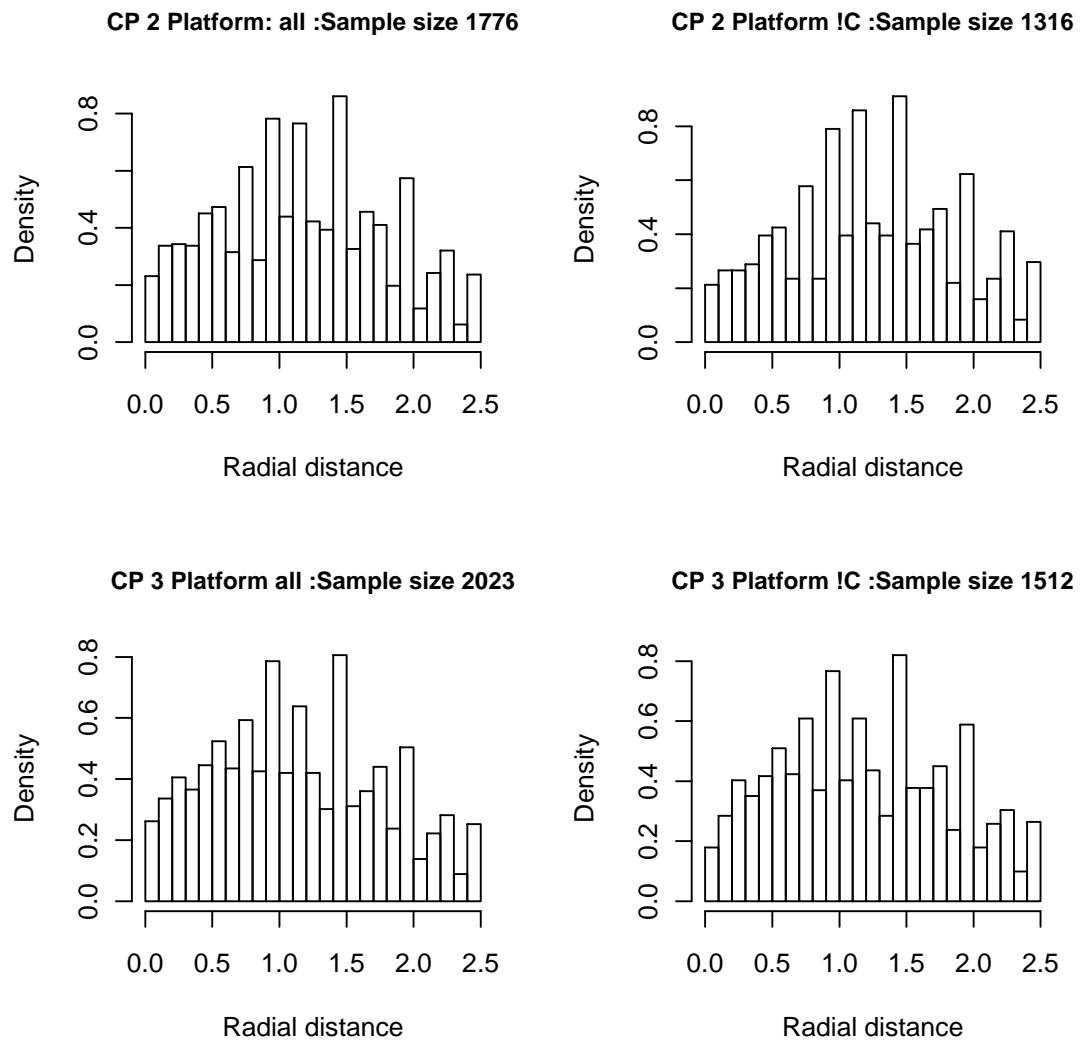 CP 2 Platform: all :Sample size 1776
0.8
0.4
0.0
Density
0.0 0.5 1.0 1.5 2.0 2.5
Radial distance
CP 2 Platform !C :Sample size 1316
0.8
0.4
0.0
Density
0.0 0.5 1.0 1.5 2.0 2.5
Radial distance
CP 3 Platform all :Sample size 2023
0.8
0.6
0.4
0.2
0.0
Density
0.0 0.5 1.0 1.5 2.0 2.5
Radial distance
CP 3 Platform !C :Sample size 1512
0.8
0.6
0.4
0.2
0.0
Density
0.0 0.5 1.0 1.5 2.0 2.5
Radial distance